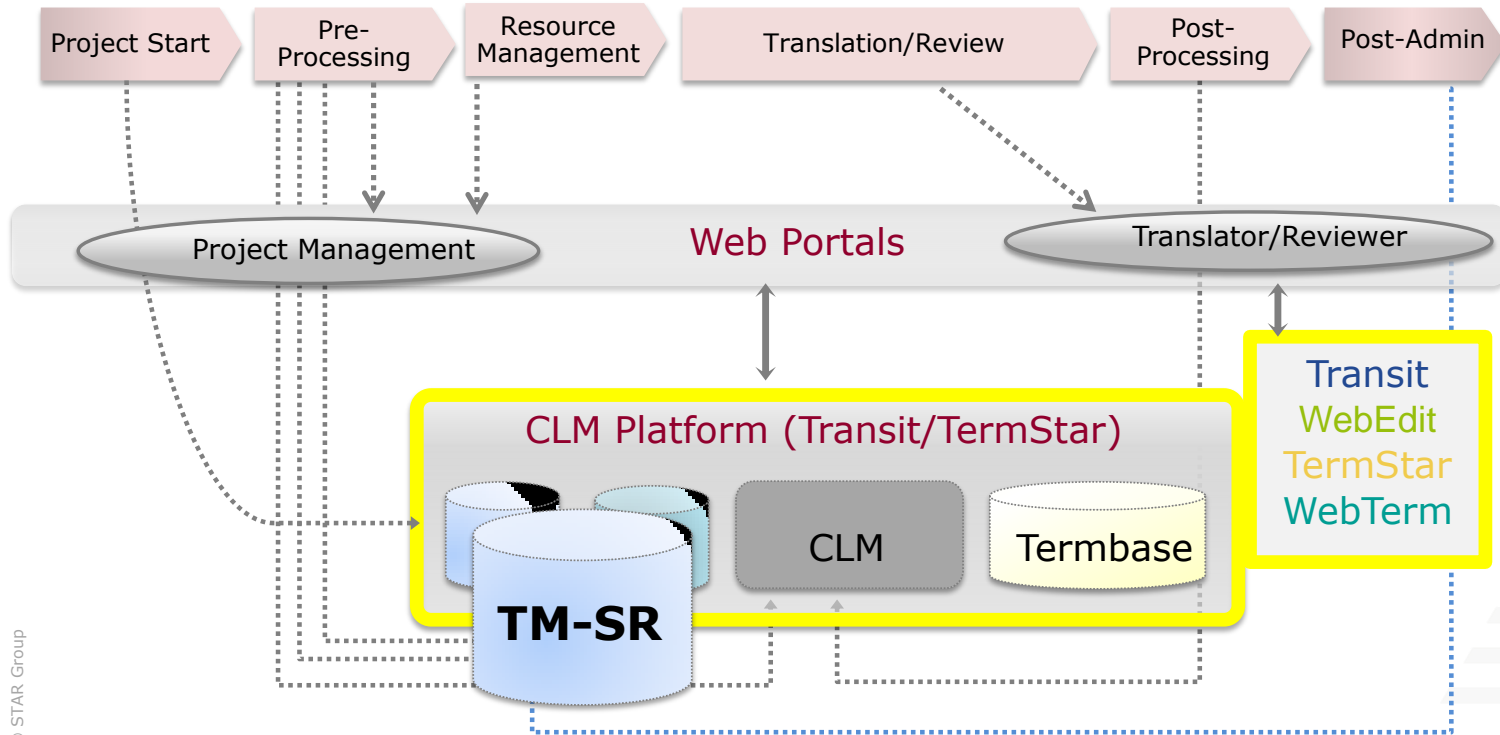 Project Start
Pre-
Processing
Resource
Management
Translation/Review
Post-
Processing
Post-Admin
Project Management
Web Portals
Translator/Reviewer
CLM Platform (Transit/TermStar)
Transit
WebEdit
TermStar
WebTerm
TM-SR
CLM
Termbase
© STAR Group